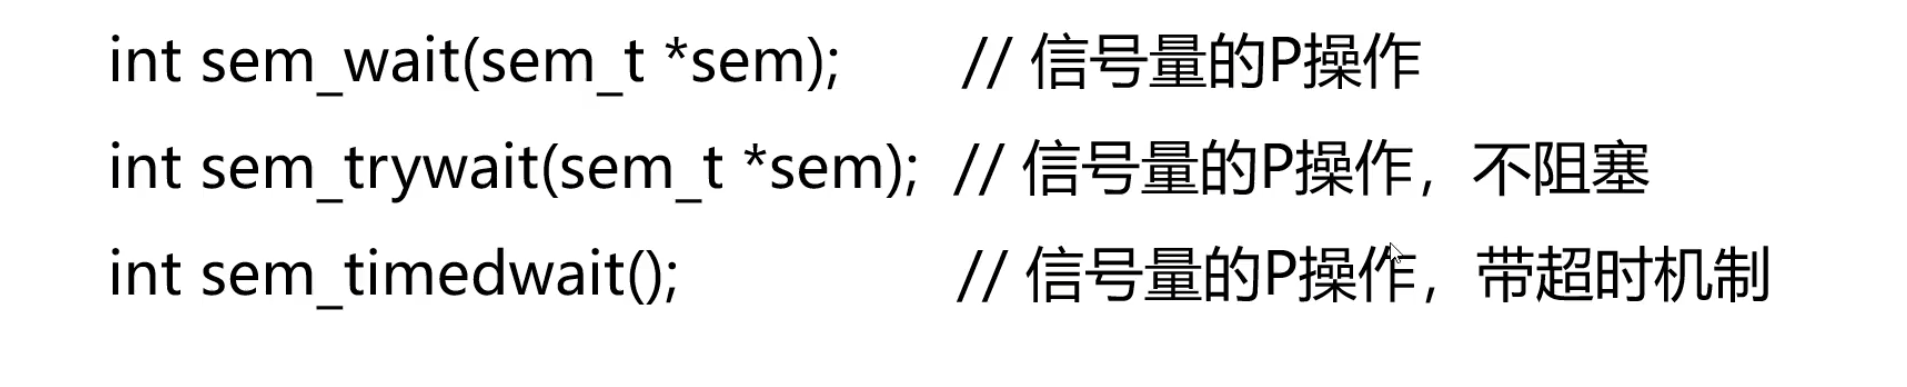 int sem_wait(sem_t *sem); // 信号量的P操作
int sem_trywait(sem_t *sem); // 信号量的P操作，不阻塞
int sem_timedwait(); // 信号量的P操作，带超时机制